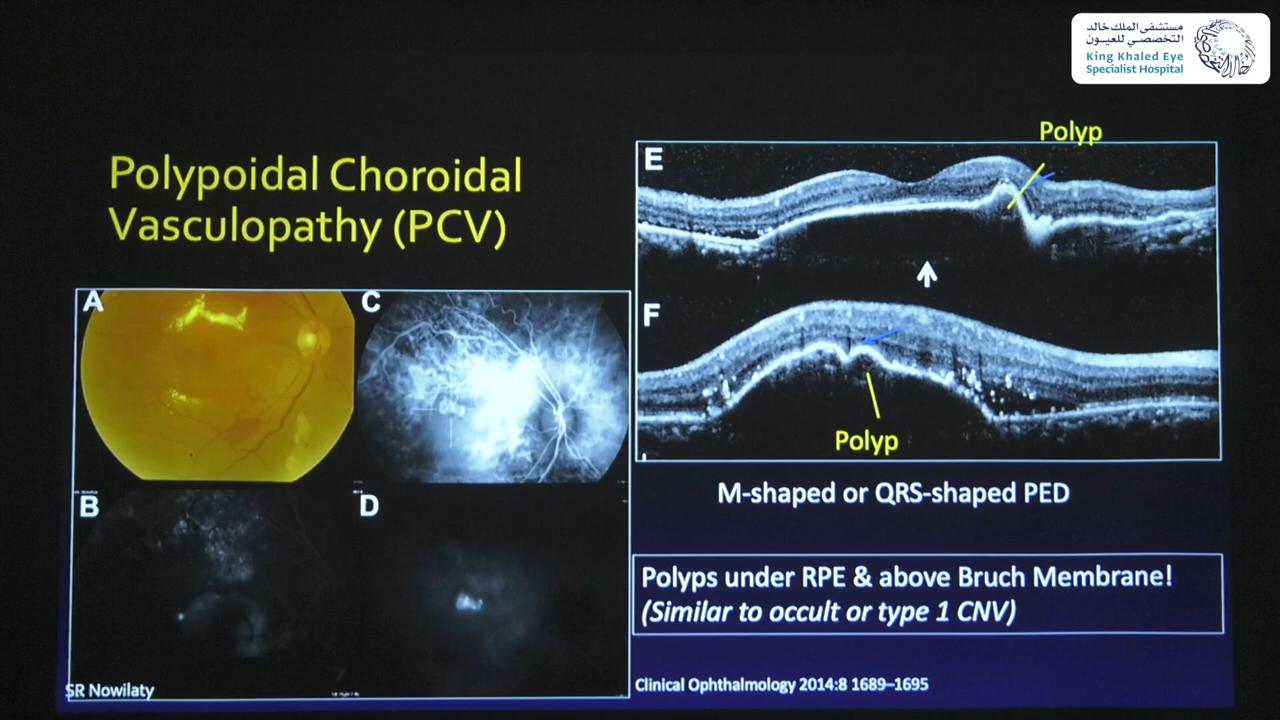 مستشفى الملك خالد
التخصصي للعيون
King Khaled Eye
Specialist Hospital
Polypoidal Choroidal
Vasculopathy (PCV)
A
C
B
D
SR Nowilaty
E
Polyp
F
Polyp
M-shaped or QRS-shaped PED
Polyps under RPE & above Bruch Membrane!
(Similar to occult or type 1 CNV)
Clinical Ophthalmology 2014:8 1689–1695